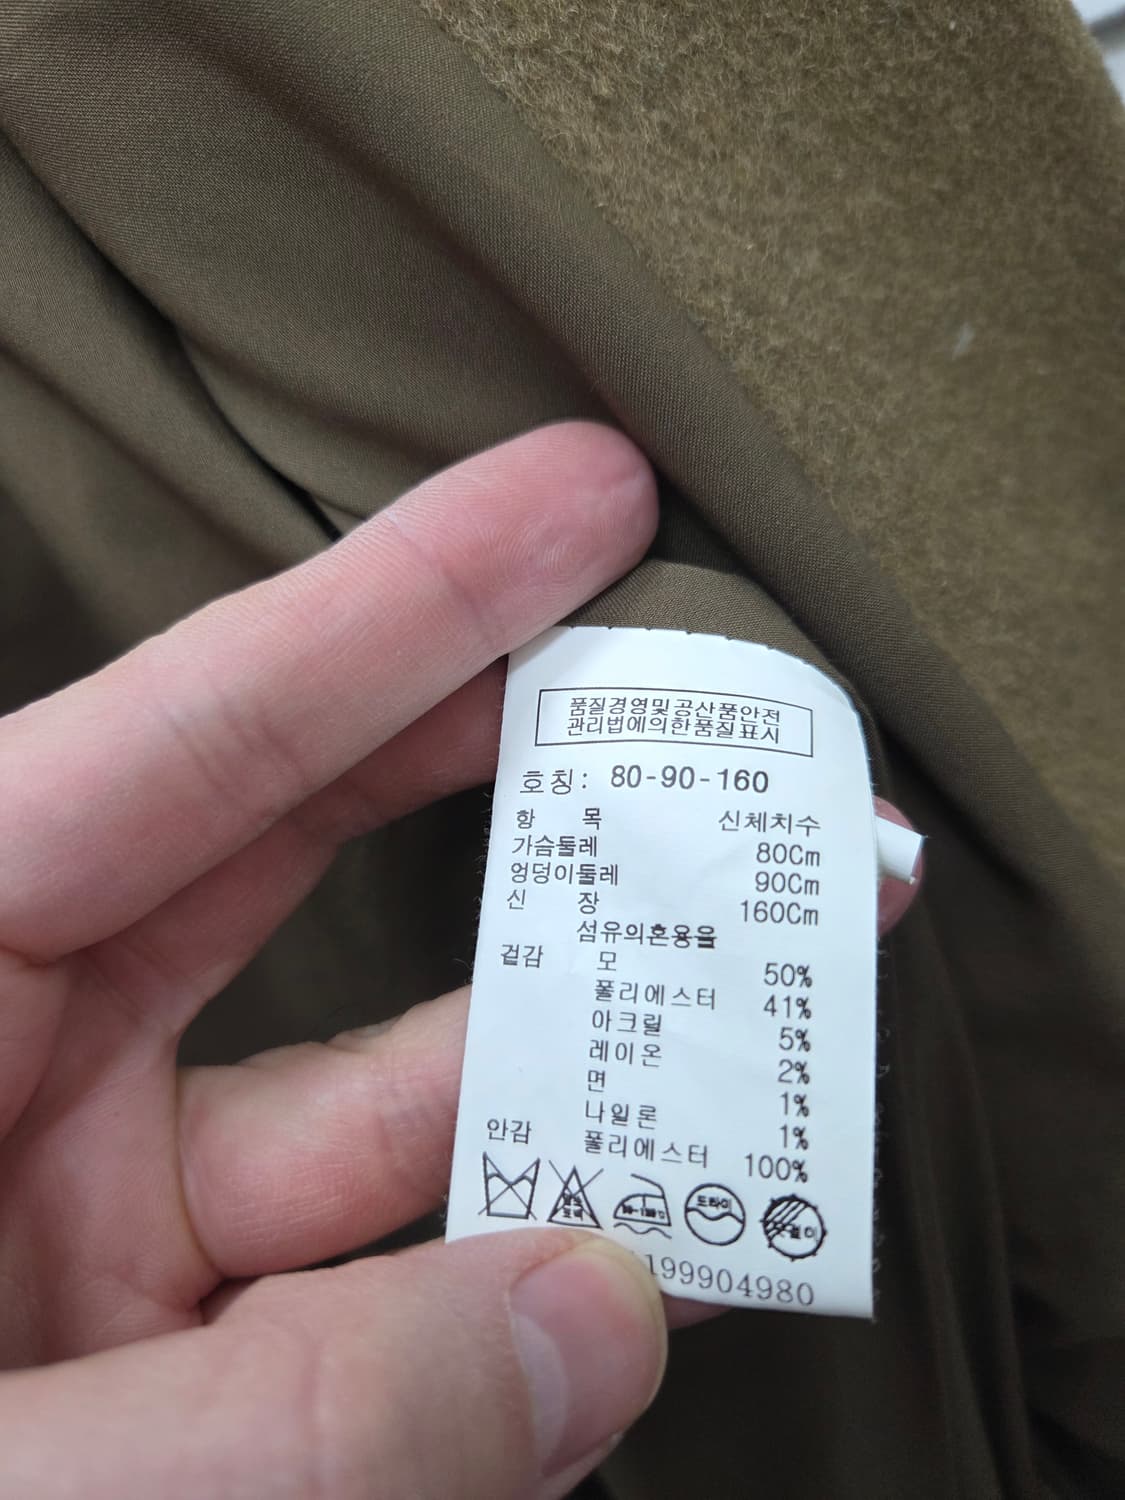 품질경영및공산품안전
관리법에의한품질표시
호칭: 80-90-160
항 목 신체치수
가슴둘레 80Cm
엉덩이둘레 90Cm
신 장 160Cm
섬유의혼용율
겉감 모 50%
폴리에스터 41%
아크릴 5%
레이온 2%
면 1%
나일론 1%
안감 폴리에스터 100%
드라이
199904980